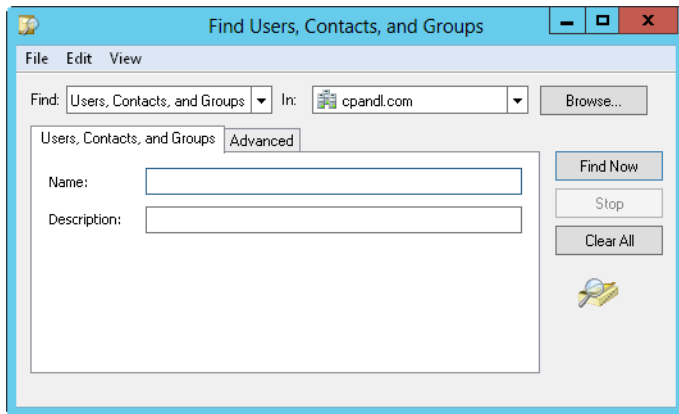 Find Users, Contacts, and Groups
x
File Edit View
Find: Users, Contacts, and Groups In: cpandl.com Browse...
Users, Contacts, and Groups Advanced
Find Now
Name:
Stop
Description:
Clear All